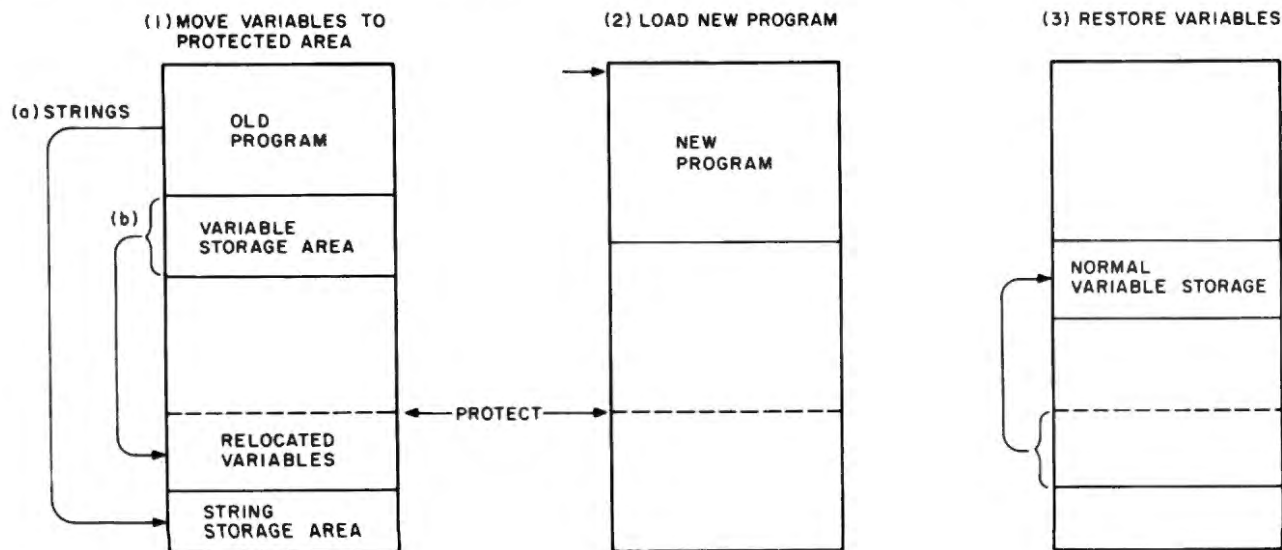 (1) MOVE VARIABLES TO
PROTECTED AREA
(a) STRINGS
OLD
PROGRAM
(b)
VARIABLE
STORAGE AREA
RELOCATED
VARIABLES
STRING
STORAGE AREA
PROTECT
(2) LOAD NEW PROGRAM
NEW
PROGRAM
(3) RESTORE VARIABLES
NORMAL
VARIABLE STORAGE